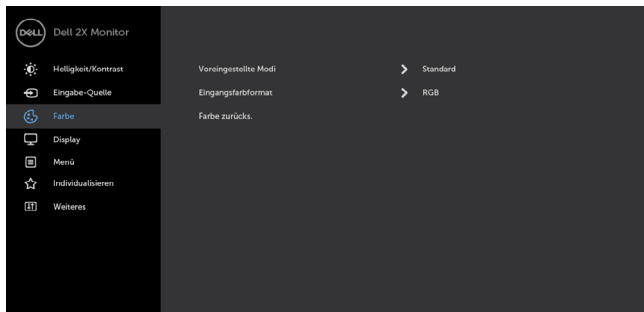 DELL Dell 2X Monitor
Helligkeit/Kontrast Voreingestellte Modi Standard
Eingabe-Quelle Eingangsfarbformat RGB
Farbe Farbe zurücks.
Display
Menü
Individualisieren
Weiteres